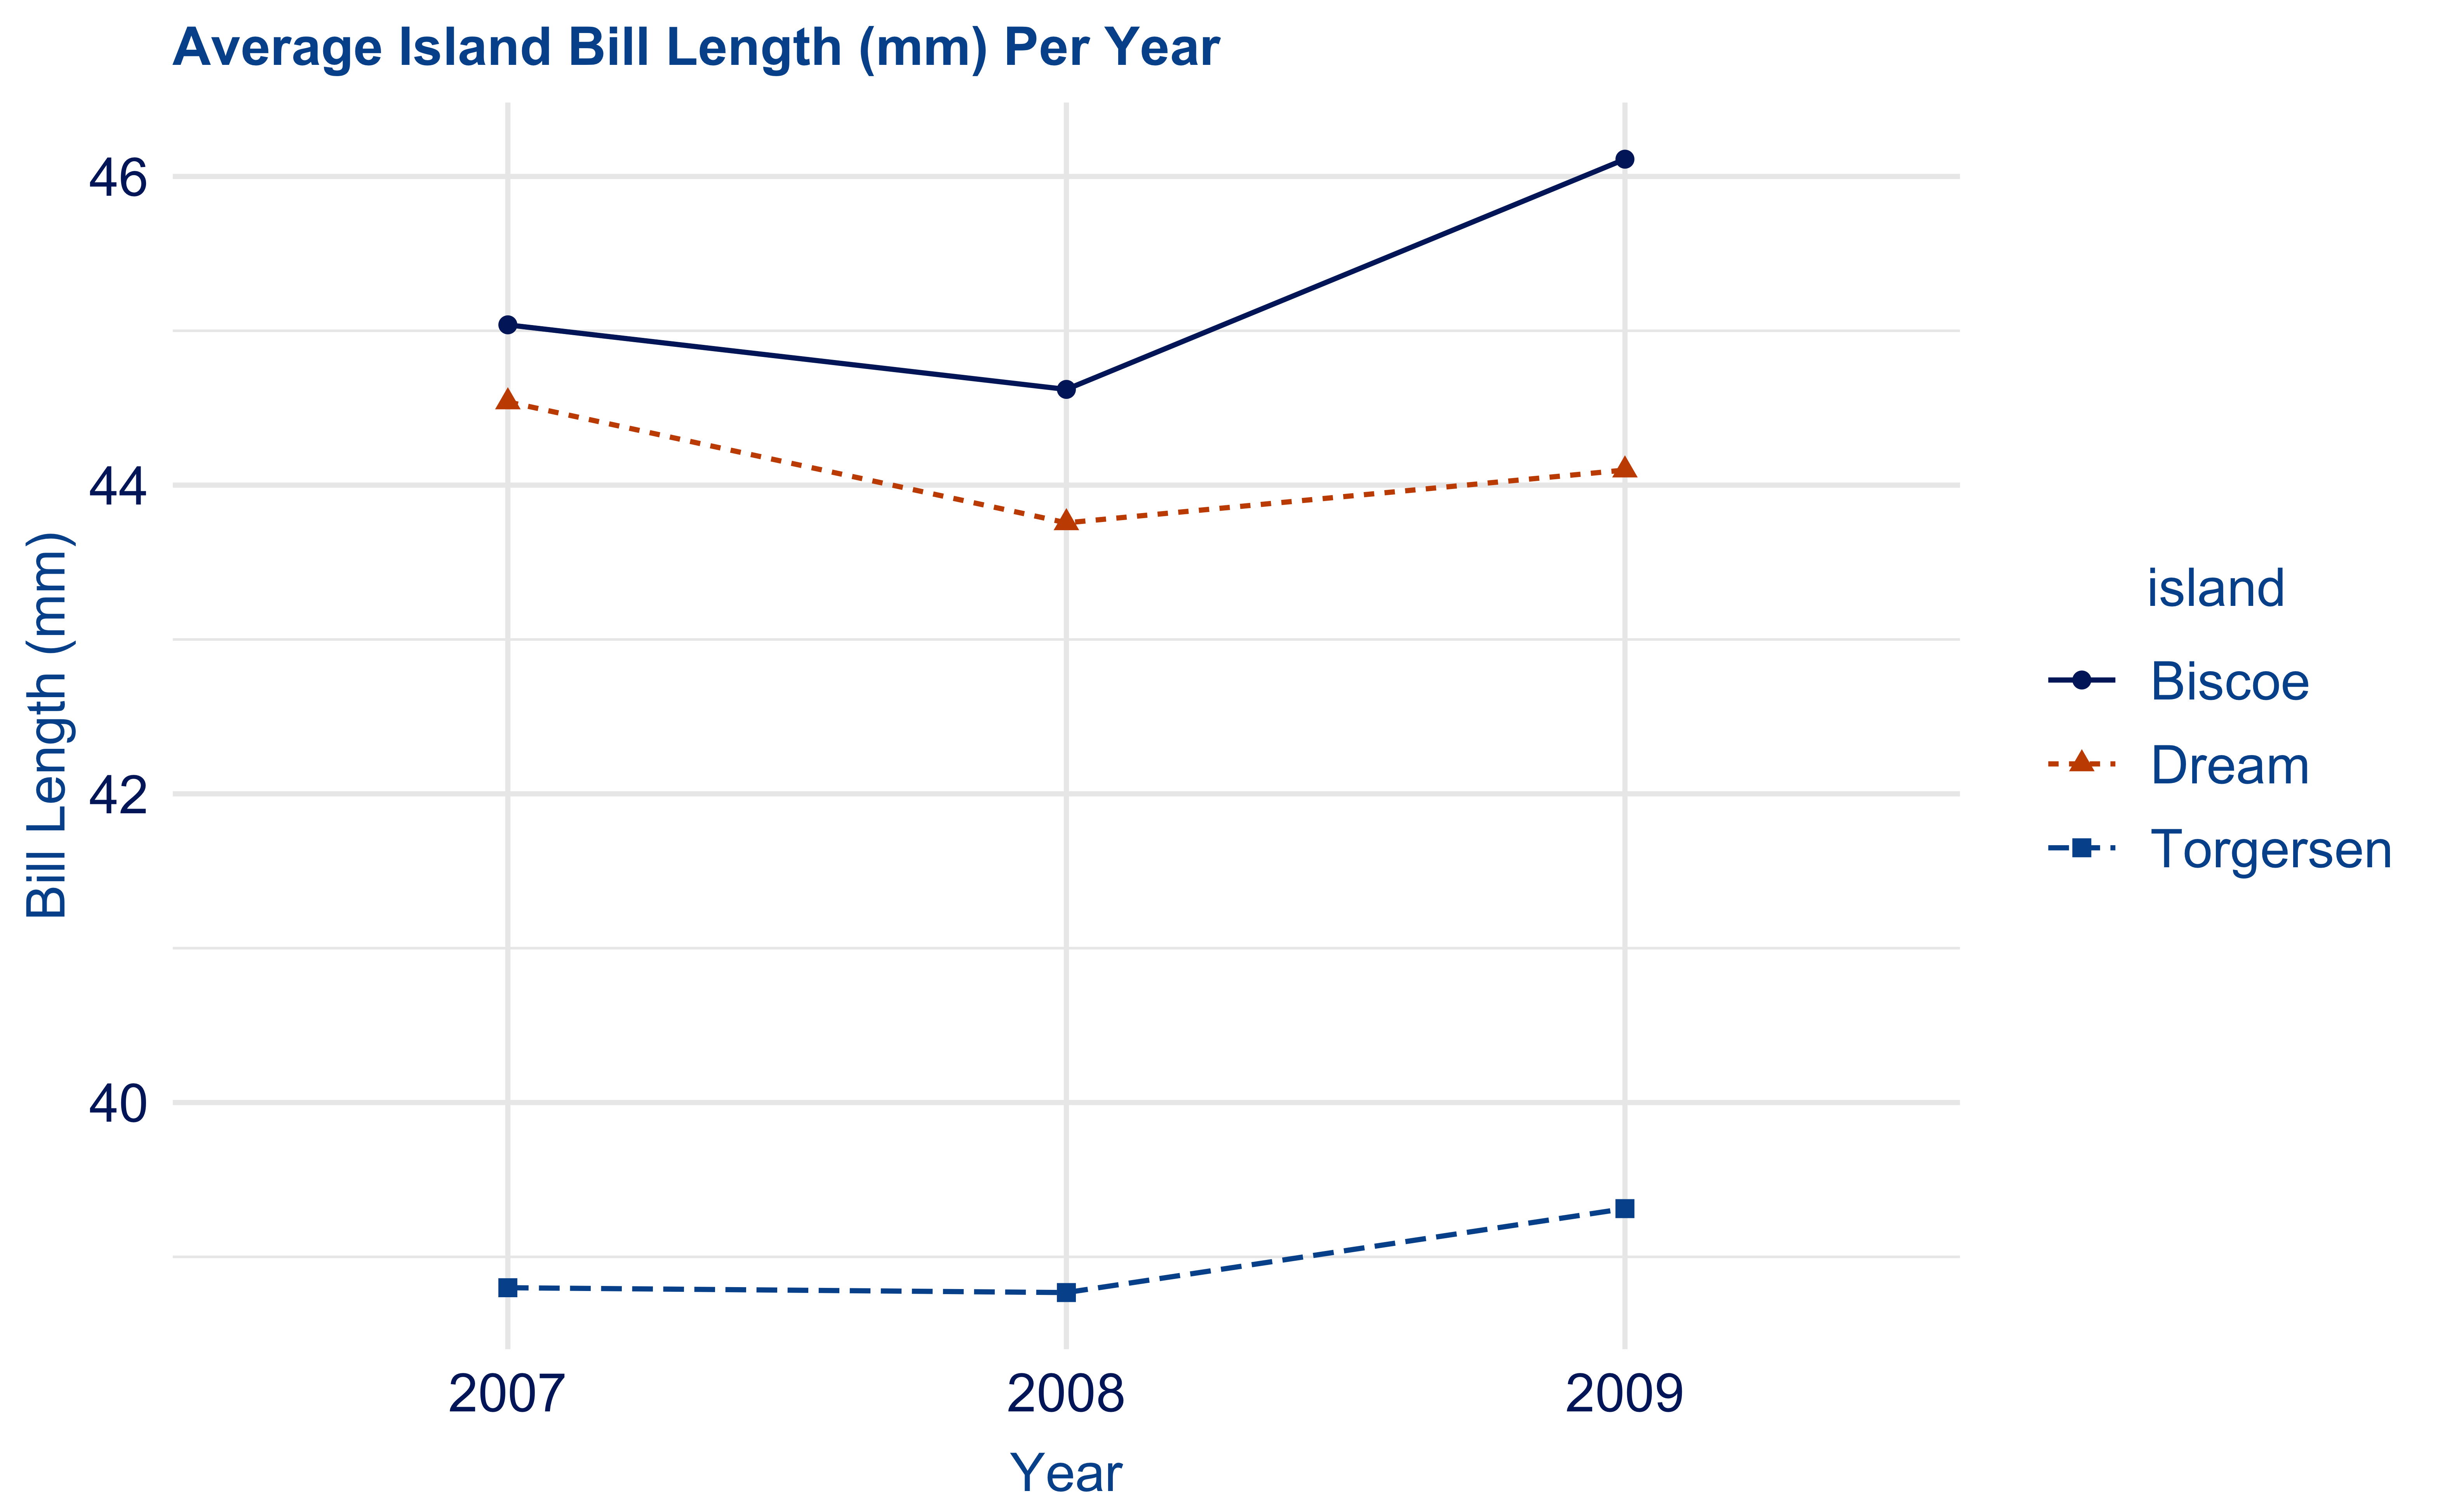 Average Island Bill Length (mm) Per Year
46
44
42
40
Bill Length (mm)
2007
2008
2009
Year
island
Biscoe
Dream
Torgersen